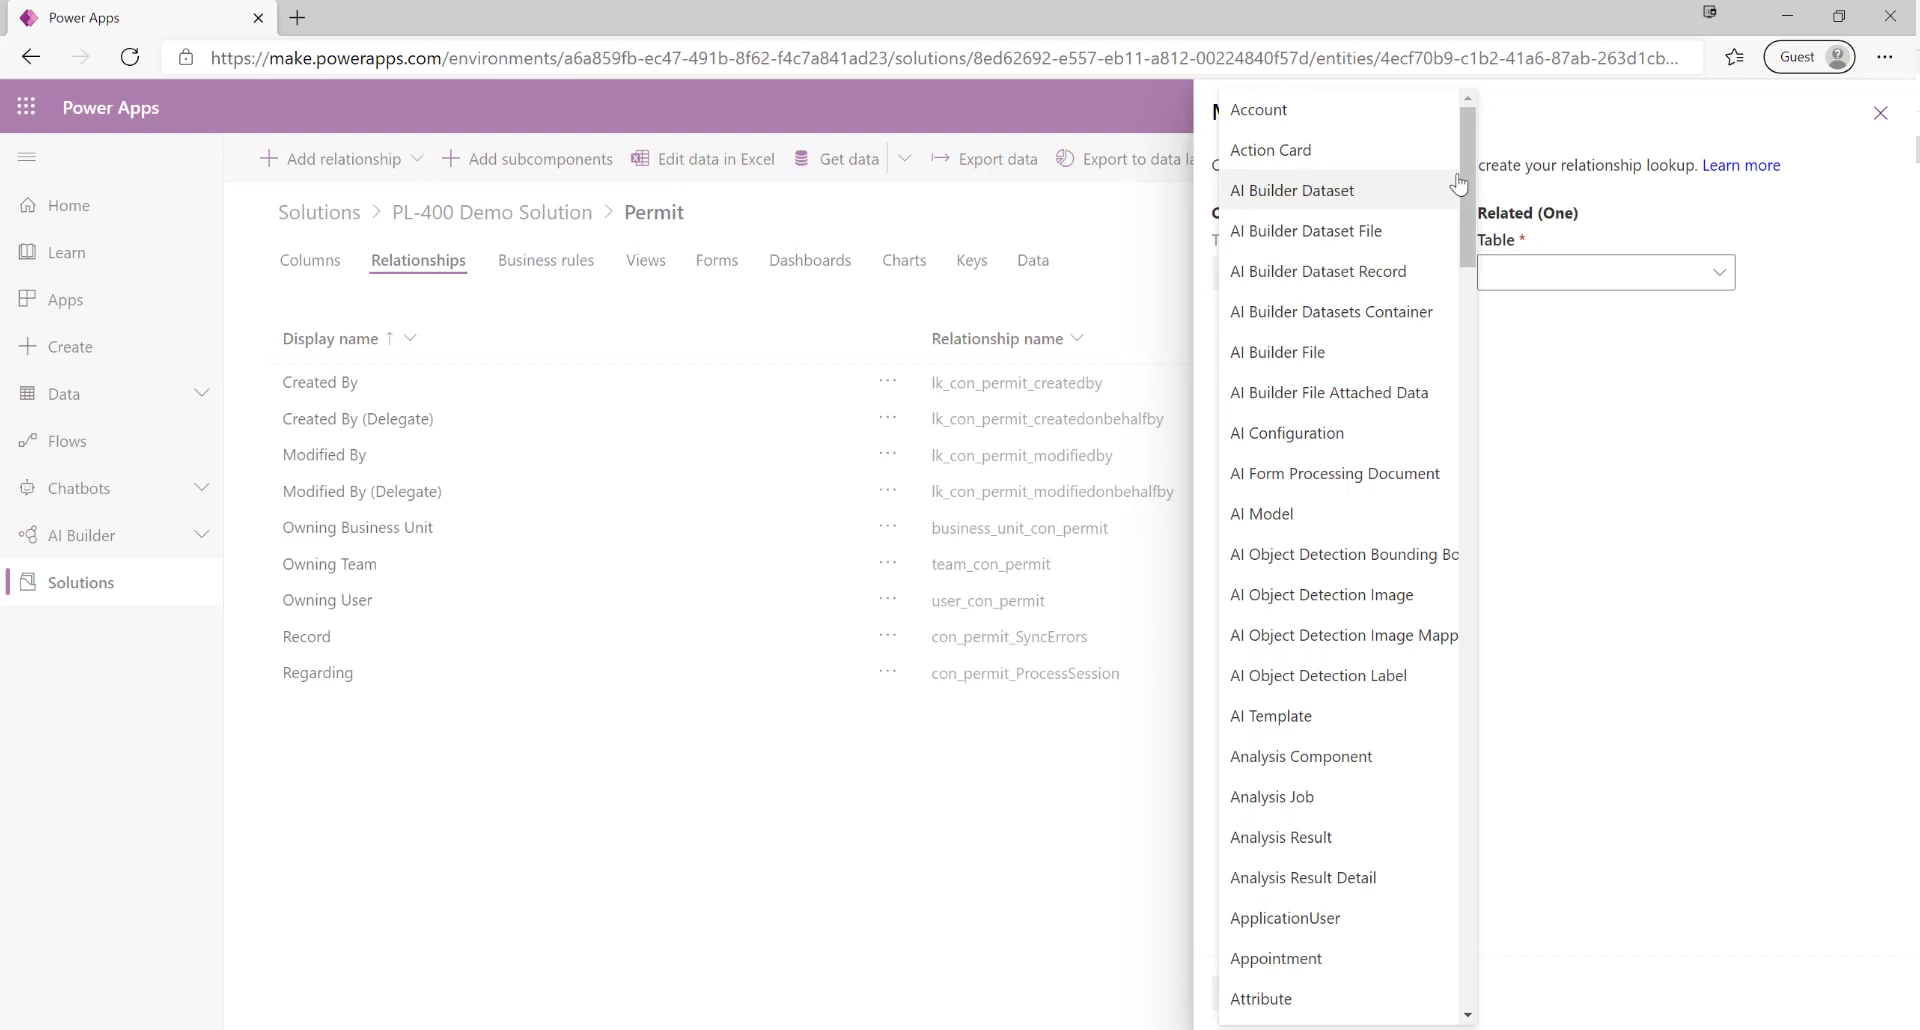 Power Apps
https://make.powerapps.com/environments/a6a859fb-ec47-491b-8f62-f4c7a841ad23/solutions/8ed62692-e557-eb11-a812-00224840f57d/entities/4ecf70b9-c1b2-41a6-87ab-263d1cb...
Guest
Power Apps
Add relationship
Add subcomponents
Edit data in Excel
Get data
Export data
Export to data la
Home
Learn
Apps
Create
Data
Flows
Chatbots
AI Builder
Solutions
Solutions > PL-400 Demo Solution > Permit
Columns Relationships Business rules Views Forms Dashboards Charts Keys Data
Display name Relationship name
Created By ... lk_con_permit_createdby
Created By (Delegate) ... lk_con_permit_createdonbehalfby
Modified By ... lk_con_permit_modifiedby
Modified By (Delegate) ... lk_con_permit_modifiedonbehalfby
Owning Business Unit ... business_unit_con_permit
Owning Team ... team_con_permit
Owning User ... user_con_permit
Record ... con_permit_SyncErrors
Regarding ... con_permit_ProcessSession
Account
Action Card
AI Builder Dataset
AI Builder Dataset File
AI Builder Dataset Record
AI Builder Datasets Container
AI Builder File
AI Builder File Attached Data
AI Configuration
AI Form Processing Document
AI Model
AI Object Detection Bounding Bo
AI Object Detection Image
AI Object Detection Image Mapp
AI Object Detection Label
AI Template
Analysis Component
Analysis Job
Analysis Result
Analysis Result Detail
ApplicationUser
Appointment
Attribute
create your relationship lookup. Learn more
Related (One)
Table *